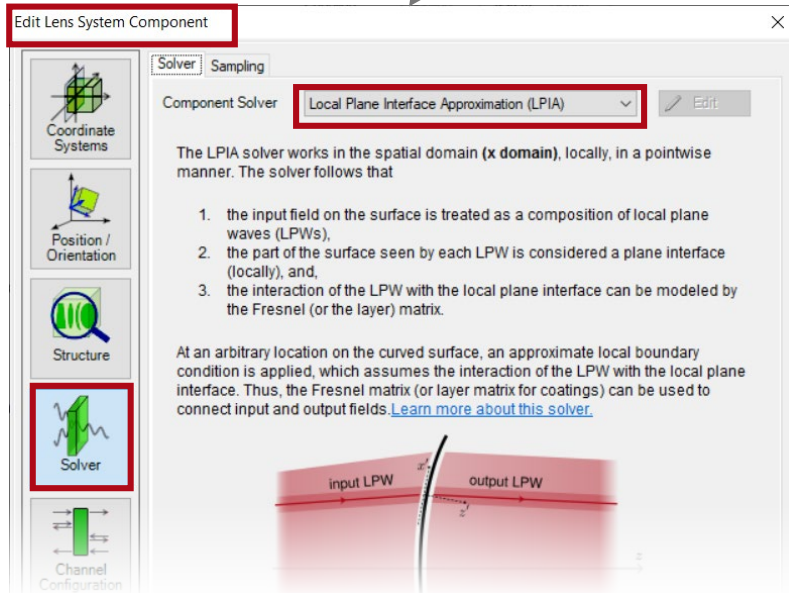 Edit Lens System Component
Coordinate
Systems
Position /
Orientation
Structure
Solver
Channel
Configuration
Solver Sampling
Component Solver Local Plane Interface Approximation (LPIA) Edit
The LPIA solver works in the spatial domain (x domain), locally, in a pointwise
manner. The solver follows that
1. the input field on the surface is treated as a composition of local plane
waves (LPWs),
2. the part of the surface seen by each LPW is considered a plane interface
(locally), and,
3. the interaction of the LPW with the local plane interface can be modeled by
the Fresnel (or the layer) matrix.
At an arbitrary location on the curved surface, an approximate local boundary
condition is applied, which assumes the interaction of the LPW with the local plane
interface. Thus, the Fresnel matrix (or layer matrix for coatings) can be used to
connect input and output fields.Learn more about this solver.
input LPW x' output LPW
z'
z